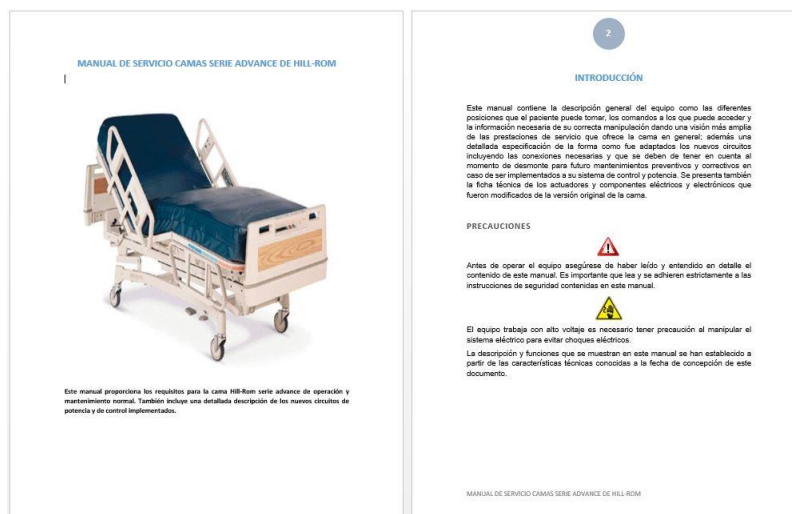 MANUAL DE SERVICIO CAMAS SERIE ADVANCE DE HILL-ROM
Este manual proporciona los requisitos para la cama Hill-Rom serie advance de operación y
mantenimiento normal. También incluye una detallada descripción de los nuevos circuitos de
potencia y de control implementados.
2
INTRODUCCIÓN
Este manual contiene la descripción general del equipo como las diferentes
posiciones que el paciente puede tomar, los comandos a los que puede acceder y
la información necesaria de su correcta manipulación dando una visión más amplia
de las prestaciones de servicio que ofrece la cama en general; además una
detallada especificación de la forma como fue adaptados los nuevos circuitos
incluyendo las conexiones necesarias y que se deben de tener en cuenta al
momento de desmonte para futuro mantenimientos preventivos y correctivos en
caso de ser implementados a su sistema de control y potencia. Se presenta también
la ficha técnica de los actuadores y componentes eléctricos y electrónicos que
fueron modificados de la versión original de la cama.
PRECAUCIONES
Antes de operar el equipo asegúrese de haber leído y entendido en detalle el
contenido de este manual. Es importante que lea y se adhieren estrictamente a las
instrucciones de seguridad contenidas en este manual.
El equipo trabaja con alto voltaje es necesario tener precaución al manipular el
sistema eléctrico para evitar choques eléctricos.
La descripción y funciones que se muestran en este manual se han establecido a
partir de las características técnicas conocidas a la fecha de concepción de este
documento.
MANUAL DE SERVICIO CAMAS SERIE ADVANCE DE HILL-ROM